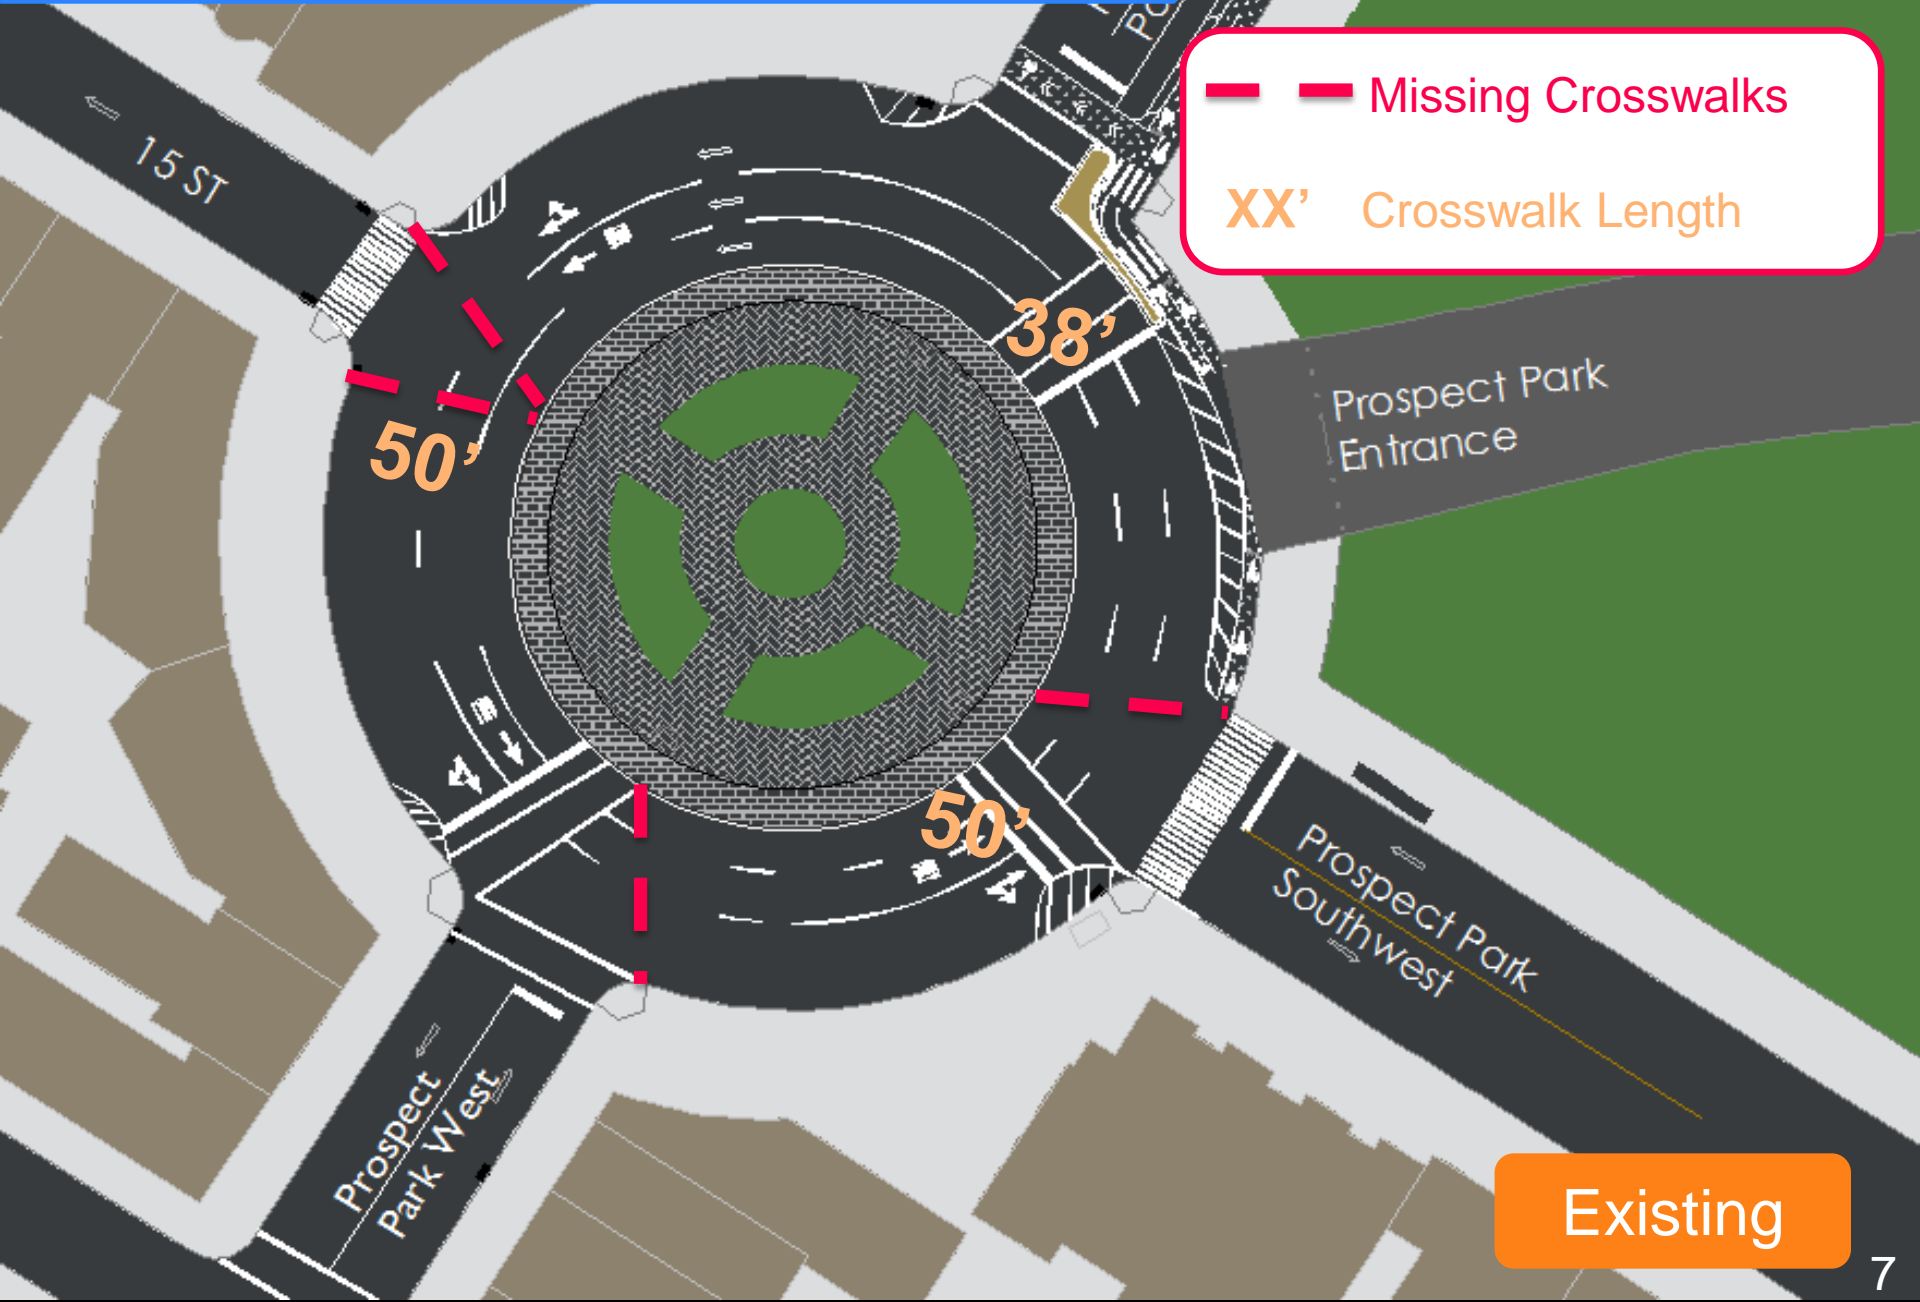 Missing Crosswalks
XX’ Crosswalk Length
15 ST
38’
Prospect Park
Entrance
50’
50’
Prospect Park
Southwest
Prospect
Park West
Existing
7